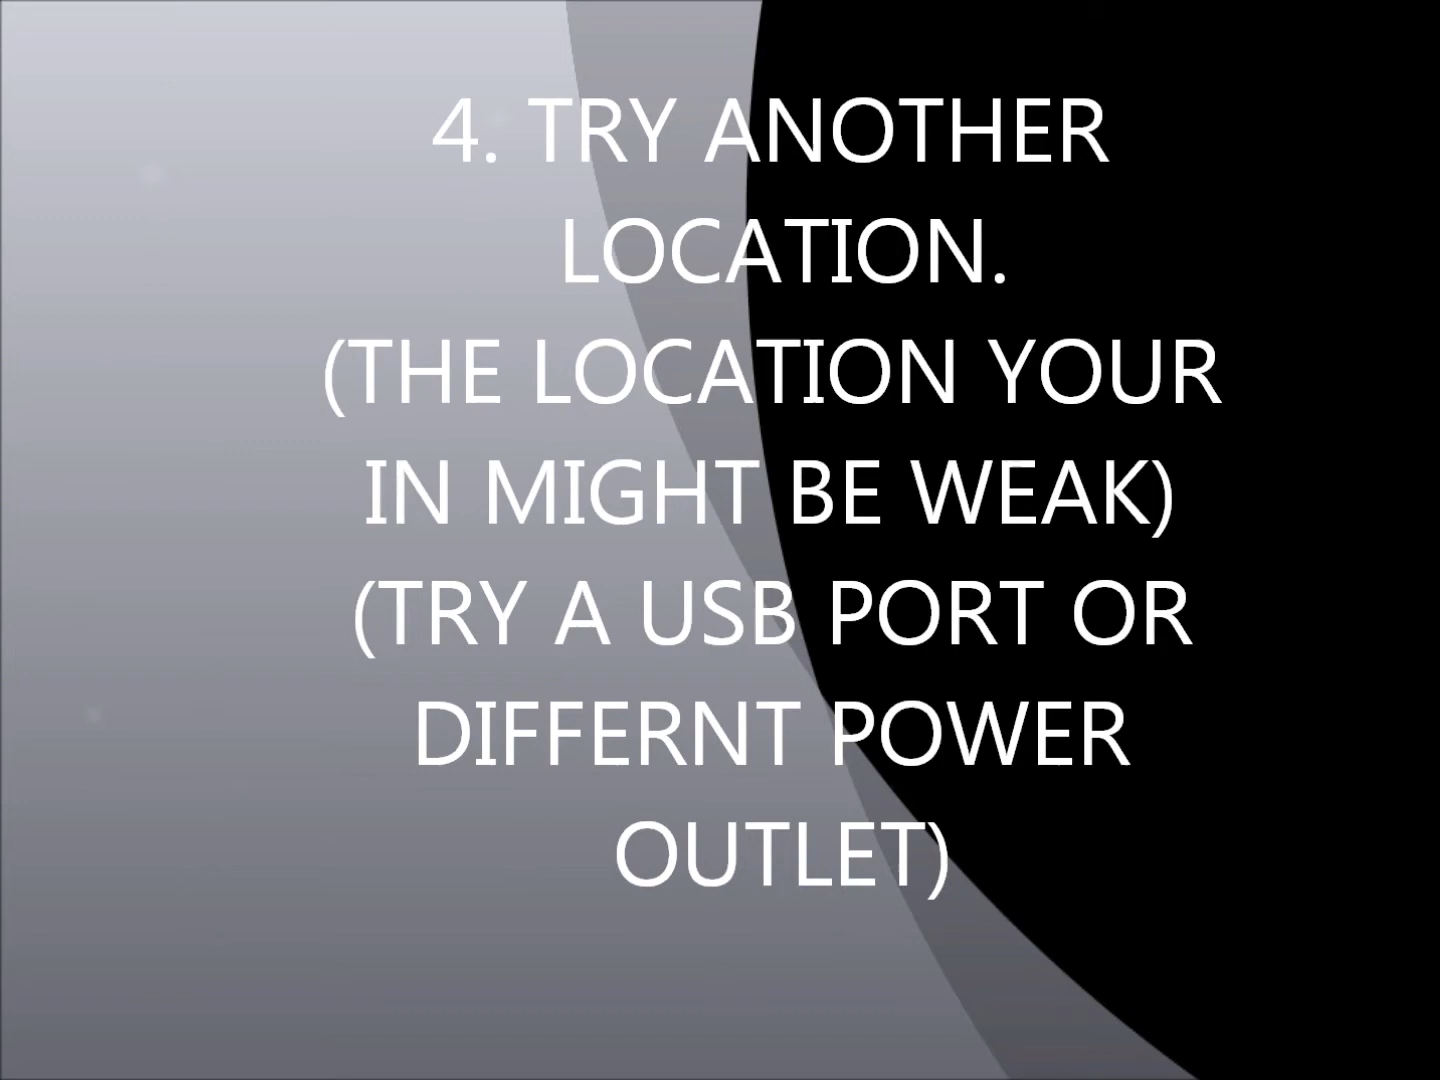 4. TRY ANOTHER
LOCATION.
(THE LOCATION YOUR
IN MIGHT BE WEAK)
(TRY A USB PORT OR
DIFFERNT POWER
OUTLET)